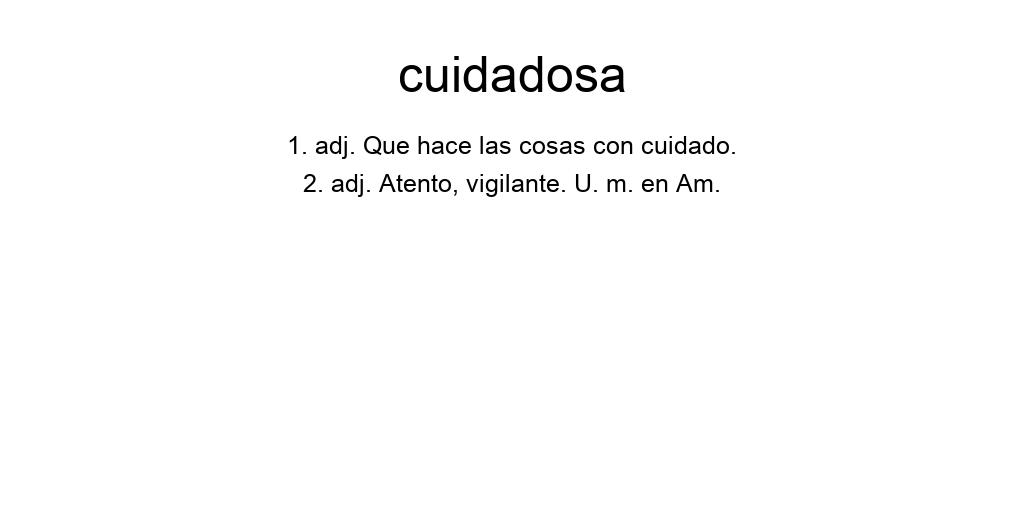 cuidadosa
1. adj. Que hace las cosas con cuidado.
2. adj. Atento, vigilante. U. m. en Am.